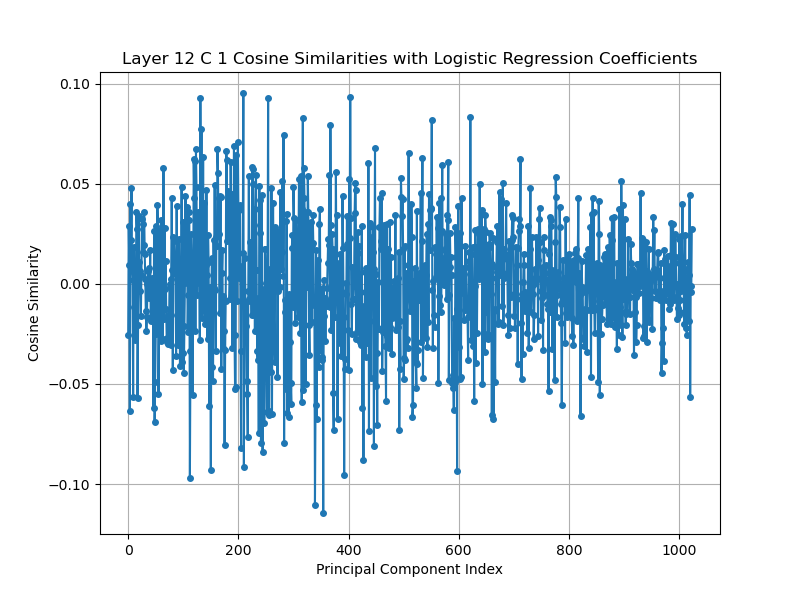 Layer 12 C 1 Cosine Similarities with Logistic Regression Coefficients
0.10
0.05
0.00
−0.05
−0.10
Cosine Similarity
0 200 400 600 800 1000
Principal Component Index